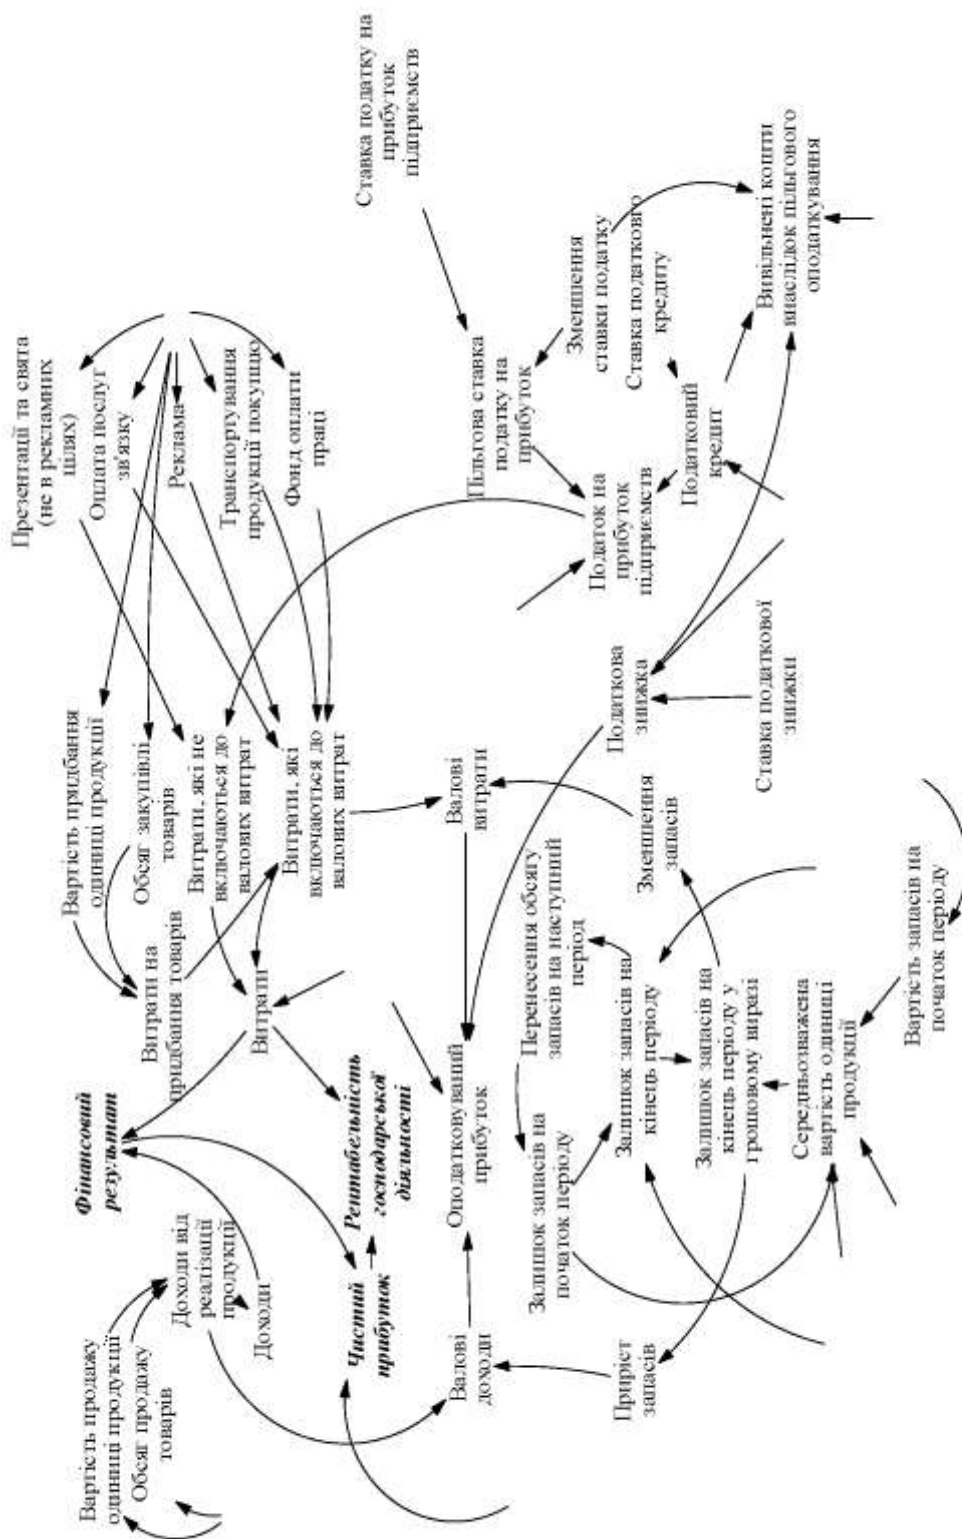 Вартість продажу
одиниці продукції
Обсяг продажу
товарів
Доходи від
реалізації
продукції
Доходи
Фінансовий
результат
Витрати на
придбання товарів
Вартість придбання
одиниці продукції
Обсяг закупівлі
товарів
Витрати, які не
включаються до
валових витрат
Витрати, які
включаються до
валових витрат
Витрати
Презентації та свята
(не в рекламних
цілях)
Оплата послуг
зв'язку
Реклама
Транспортування
продукції покупцю
Фонд оплати
праці
Чистий
прибуток
Рентабельність
господарської
діяльності
Валові
доходи
Оподатковуваний
прибуток
Валові
витрати
Ставка податку на
прибуток
підприємств
Пільгова ставка
податку на
прибуток
Зменшення
ставки податку
Ставка податковго
кредиту
Податок на
прибуток
підприємств
Податковий
кредит
Вивільнені кошти
внаслідок пільгового
оподаткування
Податкова
знижка
Ставка податкової
знижки
Перенесення обсягу
запасів на наступний
період
Залишок запасів на
початок періоду
Залишок запасів на
кінець періоду
Зменшення
запасів
Приріст
запасів
Залишок запасів на
кінець періоду у
грошовому виразі
Середньозважена
вартість одиниці
продукції
Вартість запасів на
початок періоду